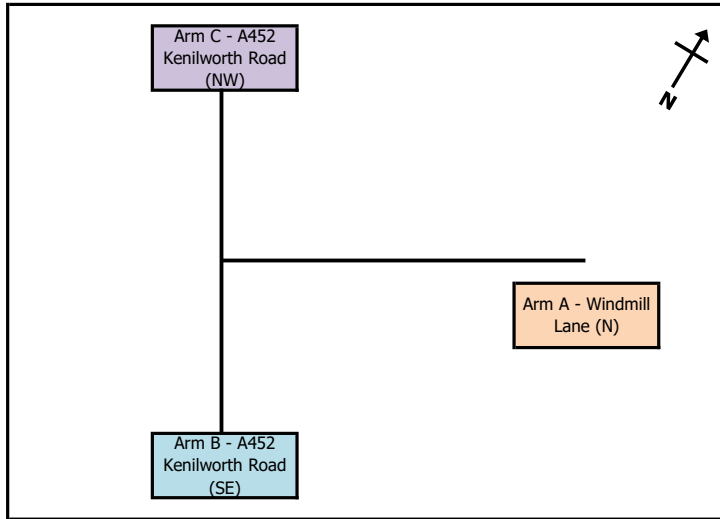 Arm C - A452
Kenilworth Road
(NW)
N
Arm A - Windmill
Lane (N)
Arm B - A452
Kenilworth Road
(SE)